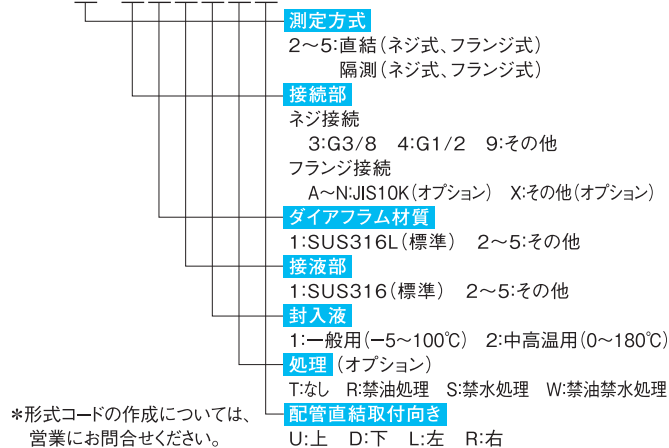 測定方式
2～5:直結(ネジ式、フランジ式)
隔測(ネジ式、フランジ式)
接続部
ネジ接続
3:G3/8 4:G1/2 9:その他
フランジ接続
A～N:JIS10K(オプション) X:その他(オプション)
ダイアフラム材質
1:SUS316L(標準) 2～5:その他
接液部
1:SUS316(標準) 2～5:その他
封入液
1:一般用(−5～100℃) 2:中高温用(0～180℃)
処理(オプション)
T:なし R:禁油処理 S:禁水処理 W:禁油禁水処理
配管直結取付向き
U:上 D:下 L:左 R:右
*形式コードの作成については、
営業にお問合せください。